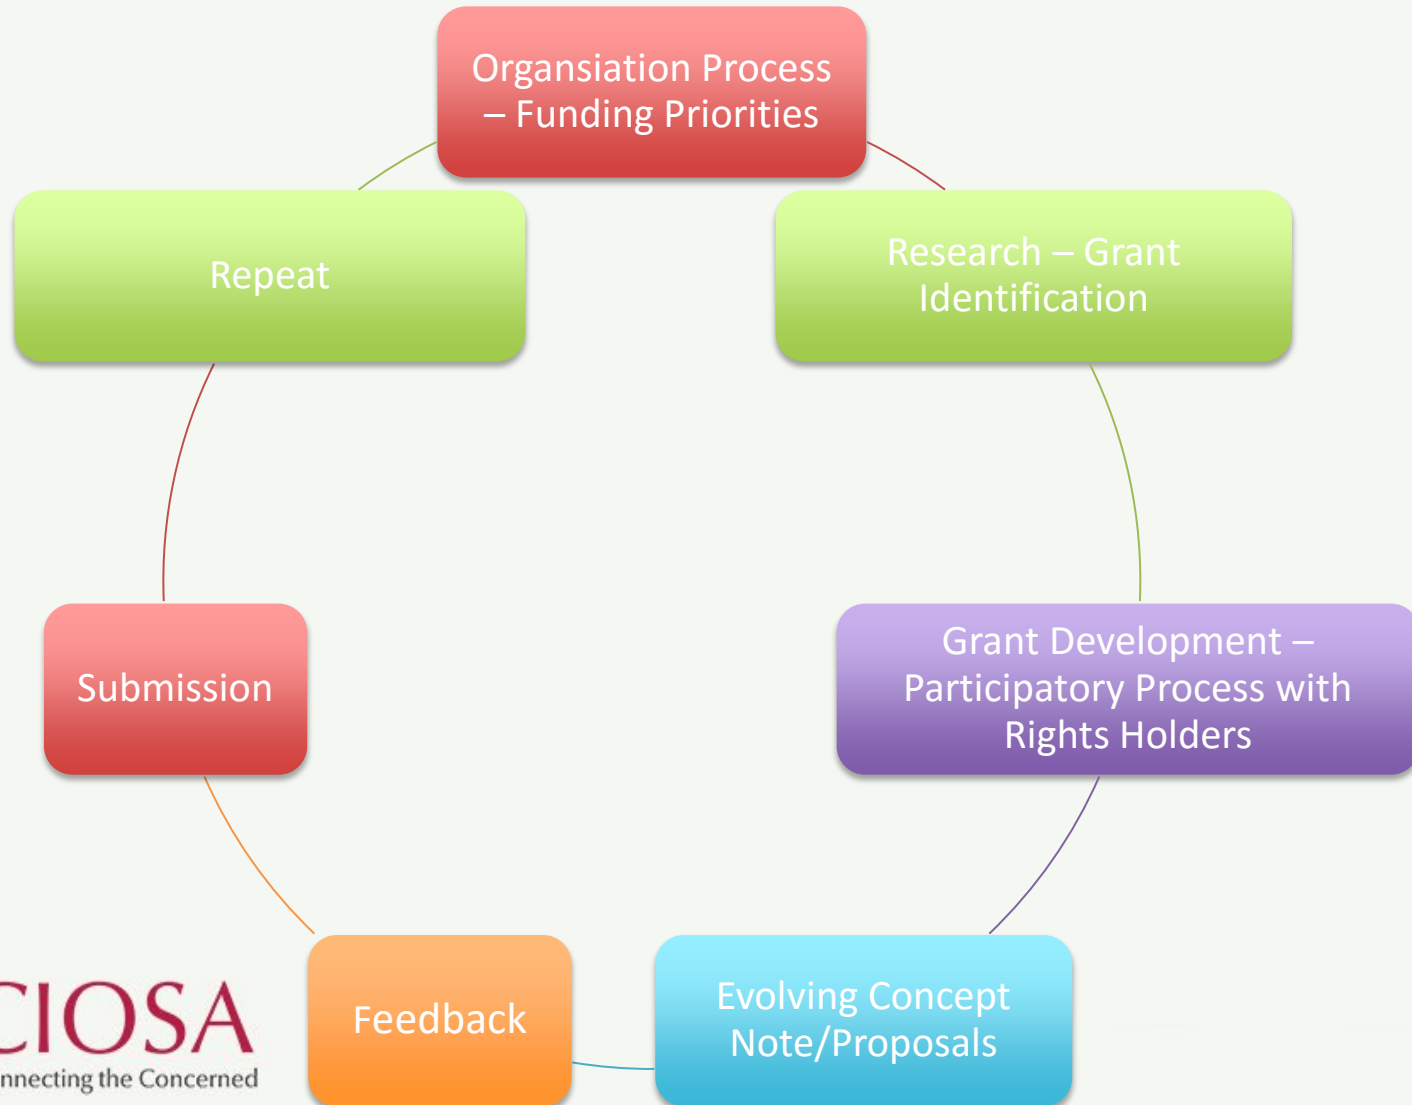 Organsiation Process
– Funding Priorities
Research – Grant
Identification
Grant Development –
Participatory Process with
Rights Holders
Evolving Concept
Note/Proposals
Feedback
Submission
Repeat
CIOSA
nnecting the Concerned